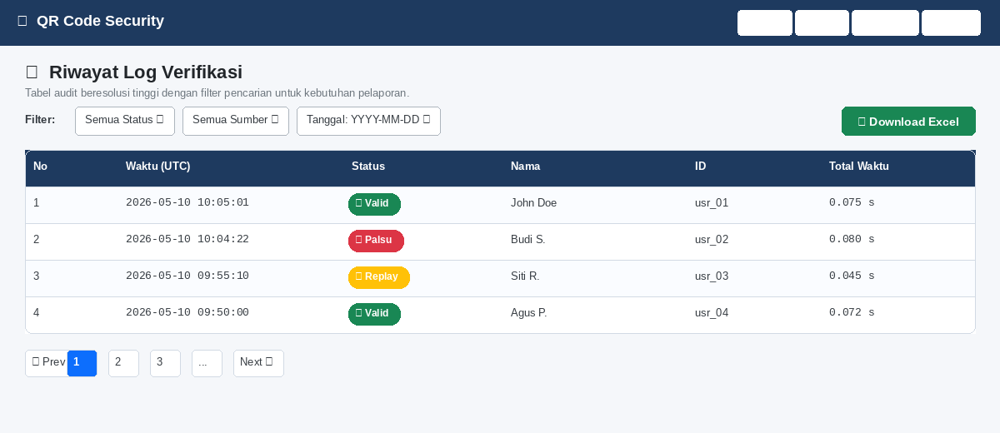 QR Code Security
Riwayat Log Verifikasi
Tabel audit beresolusi tinggi dengan filter pencarian untuk kebutuhan pelaporan.
Filter: Semua Status Semua Sumber Tanggal: YYYY-MM-DD Download Excel
No Waktu (UTC) Status Nama ID Total Waktu
1 2026-05-10 10:05:01 Valid John Doe usr_01 0.075 s
2 2026-05-10 10:04:22 Palsu Budi S. usr_02 0.080 s
3 2026-05-10 09:55:10 Replay Siti R. usr_03 0.045 s
4 2026-05-10 09:50:00 Valid Agus P. usr_04 0.072 s
Prev 1 2 3 ... Next